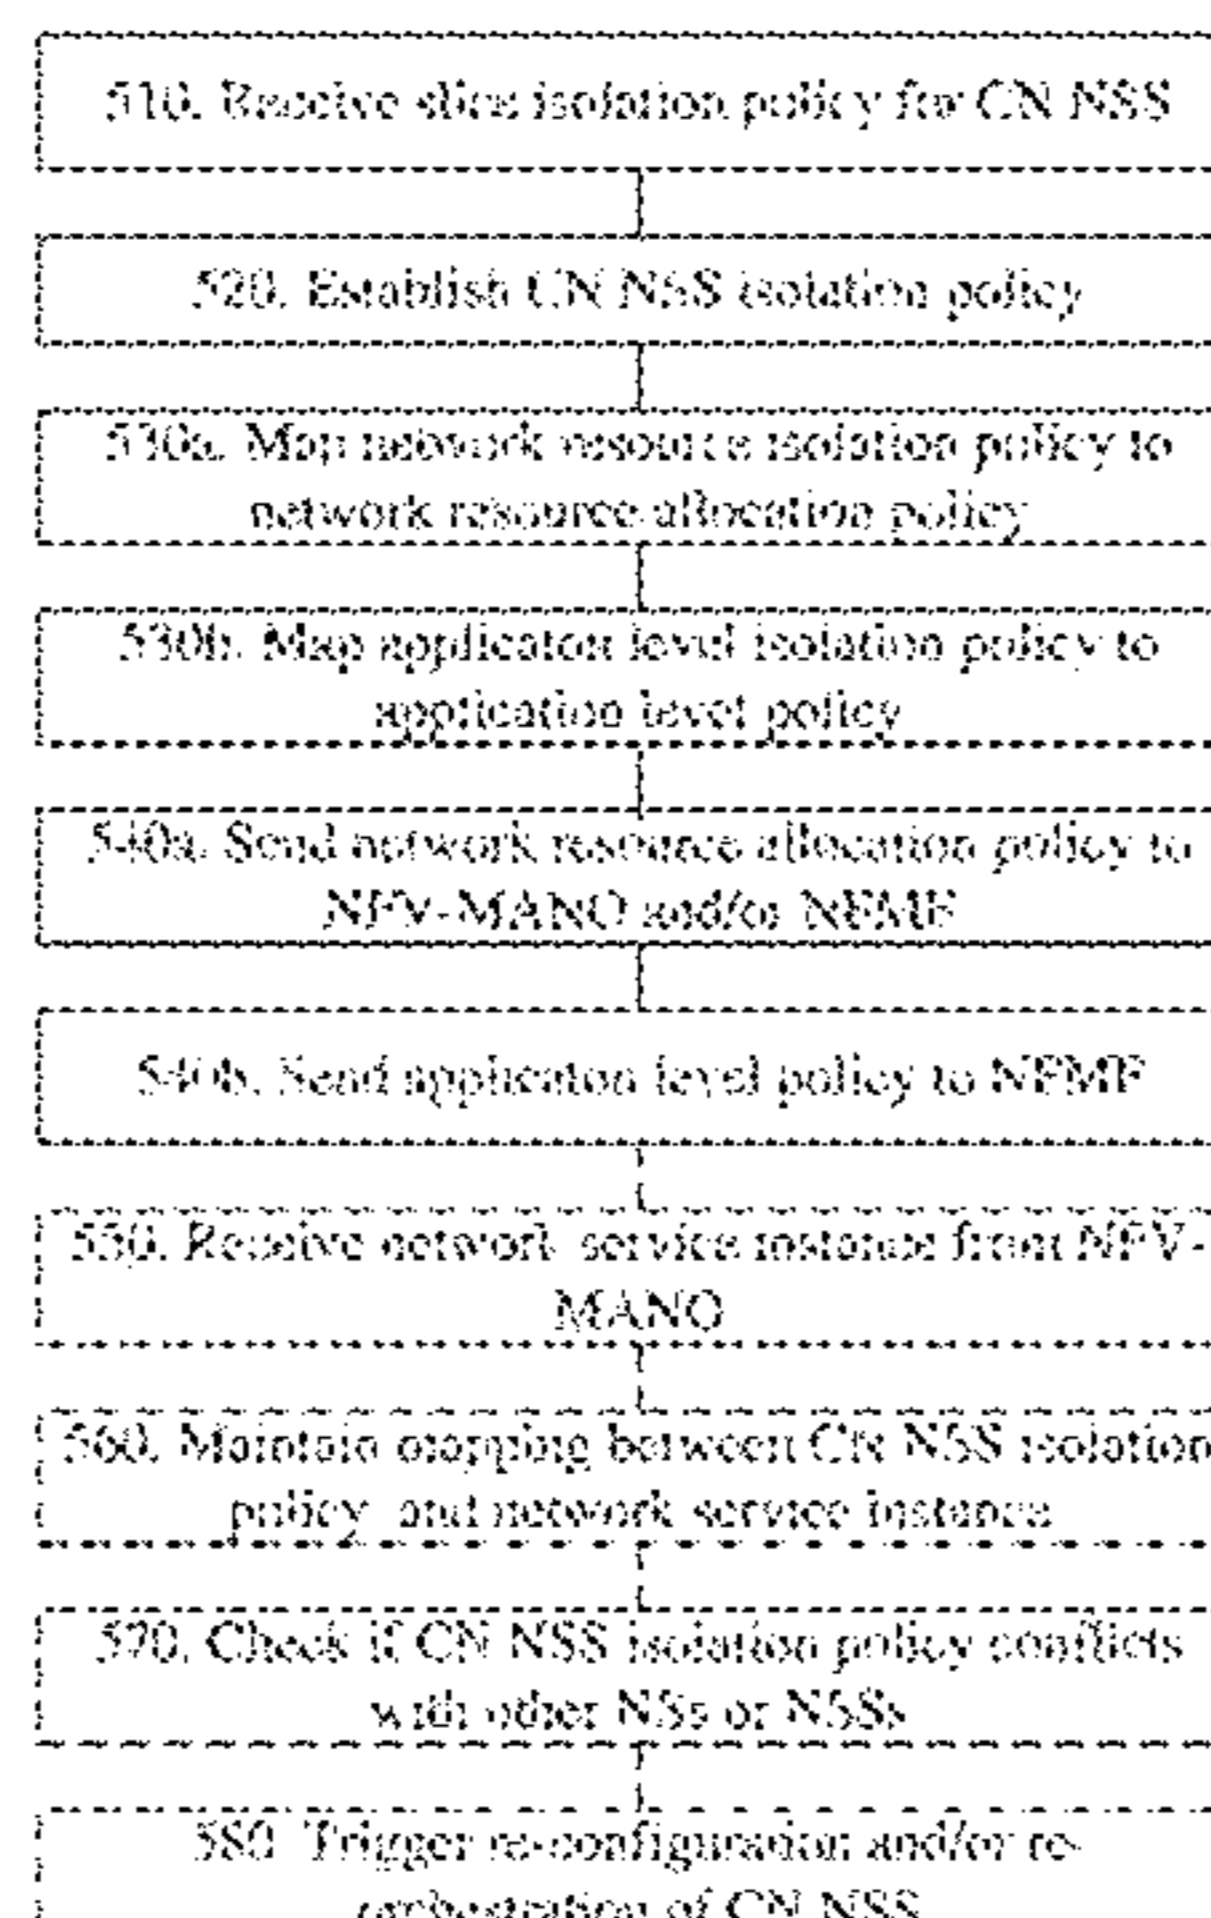 510. Receive slice isolation policy for CN NSS
520. Establish CN NSS isolation policy
530a. Map network resource isolation policy to
network resource allocation policy
530b. Map applicaton level isolation policy to
application level policy
540a. Send network resource allocation policy to
NFV-MANO and/or NFMF
540b. Send applicaton level policy to NFMF
550. Receive network service instance from NFV-
MANO
560. Maintain mapping between CN NSS isolation
policy and network service instance
570. Check if CN NSS isolation policy conflicts
with other NSs or NSSs
580. Trigger re-configuration and/or re-
orchestration of CN NSS